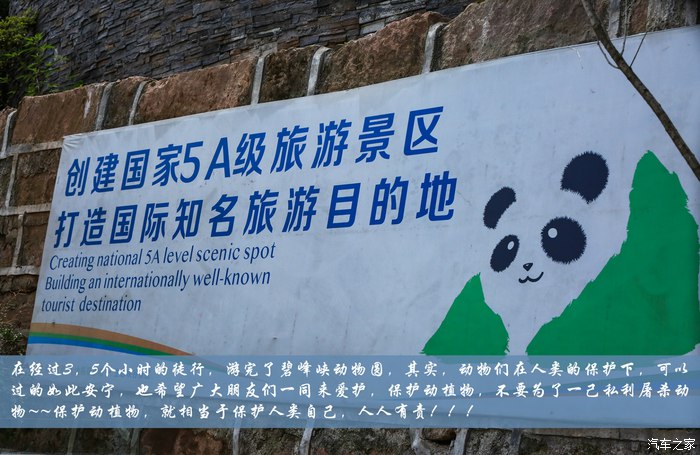 创建国家5A级旅游景区
打造国际知名旅游目的地
Creating national 5A level scenic spot
Building an internationally well-known
tourist destination
在经过3，5个小时的徒行，游完了碧峰峡动物园，其实，动物们在人类的保护下，可以
过的如此安宁，也希望广大朋友们一同来爱护，保护动植物，不要为了一己私利屠杀动
物~~保护动植物，就相当于保护人类自己，人人有责！！！
汽车之家